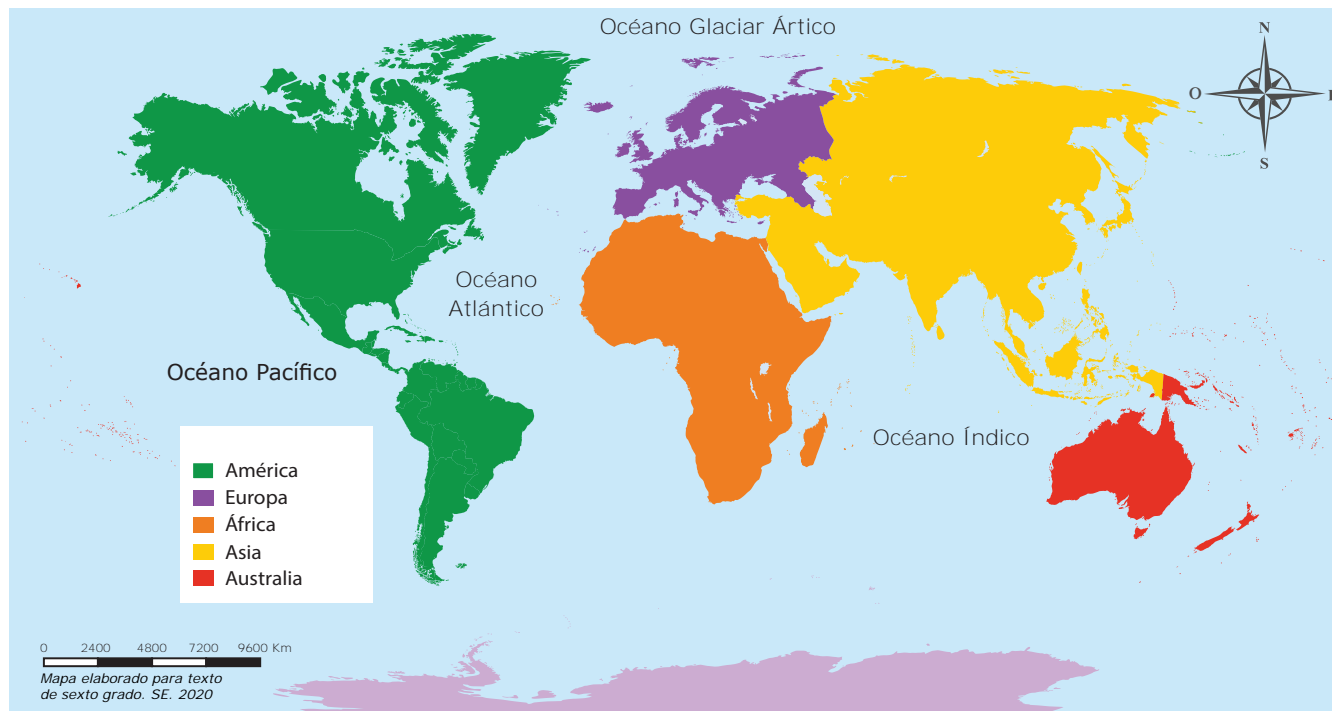 Océano Glaciar Ártico
N
O
E
S
Océano
Atlántico
Océano Pacífico
Océano Índico
América
Europa
África
Asia
Australia
0 2400 4800 7200 9600 Km
Mapa elaborado para texto
de sexto grado. SE. 2020